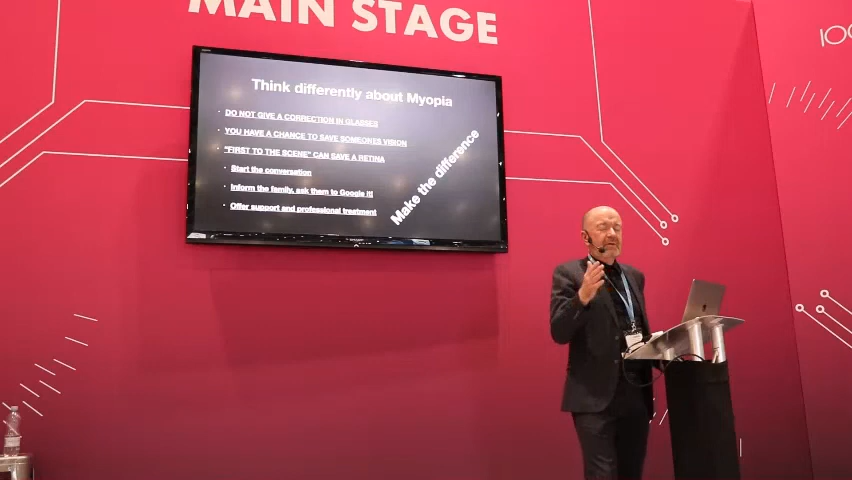 MAIN STAGE
Think differently about Myopia
DO NOT GIVE A CORRECTION IN GLASSES
YOU HAVE A CHANCE TO SAVE SOMEONES VISION
"FIRST TO THE SCENE" CAN SAVE A RETINA
Start the conversation
Inform the family, ask them to Google it!
Offer support and professional treatment
Make the difference